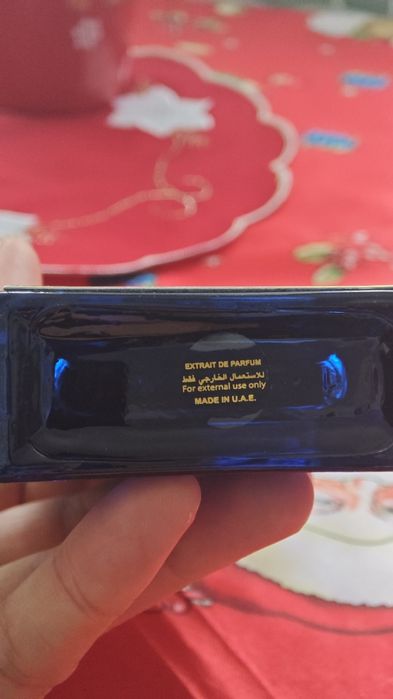 EXTRAIT DE PARFUM
للاستعمال الخارجي فقط
For external use only
MADE IN U.A.E.